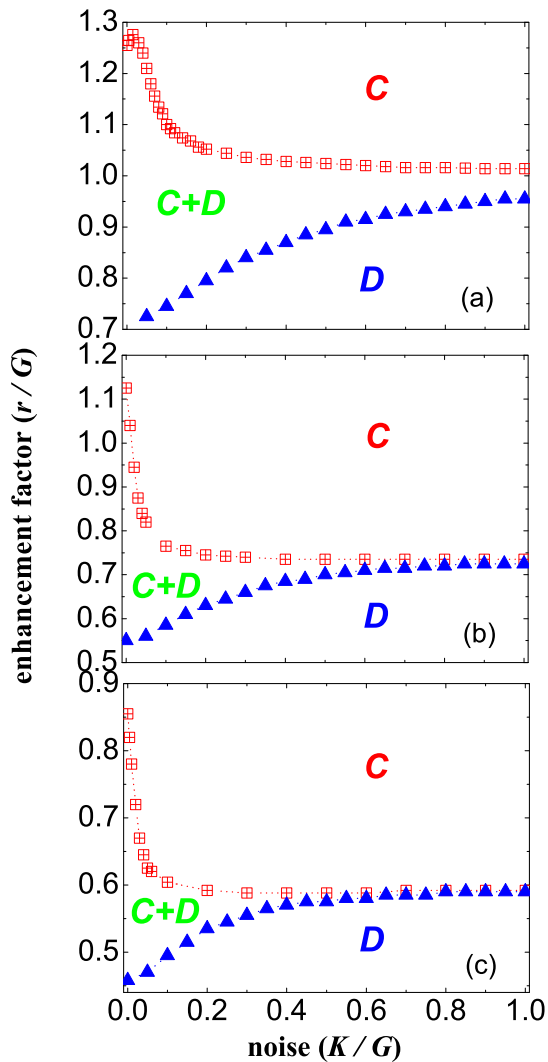 1.3
1.2
1.1
1.0
0.9
0.8
0.7
C
C+D
D
(a)
1.2
1.1
1.0
0.9
0.8
0.7
0.6
0.5
C
C+D
D
(b)
enhancement factor (r / G)
0.9
0.8
0.7
0.6
0.5
C
C+D
D
(c)
0.0 0.2 0.4 0.6 0.8 1.0
noise (K / G)